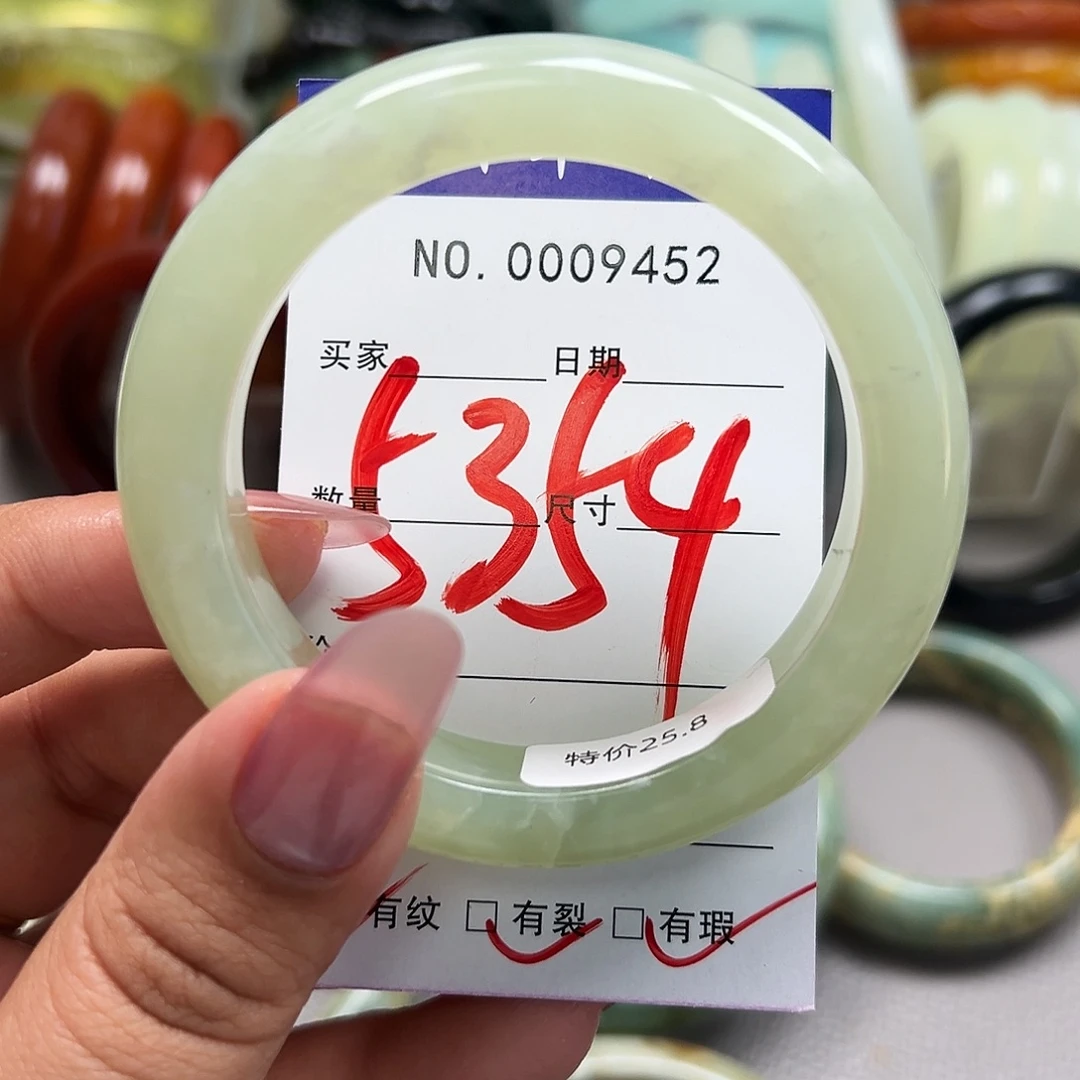 NO. 0009452
买家 日期
5354
数量 尺寸
特价25.8
有纹 □ 有裂 □ 有瑕